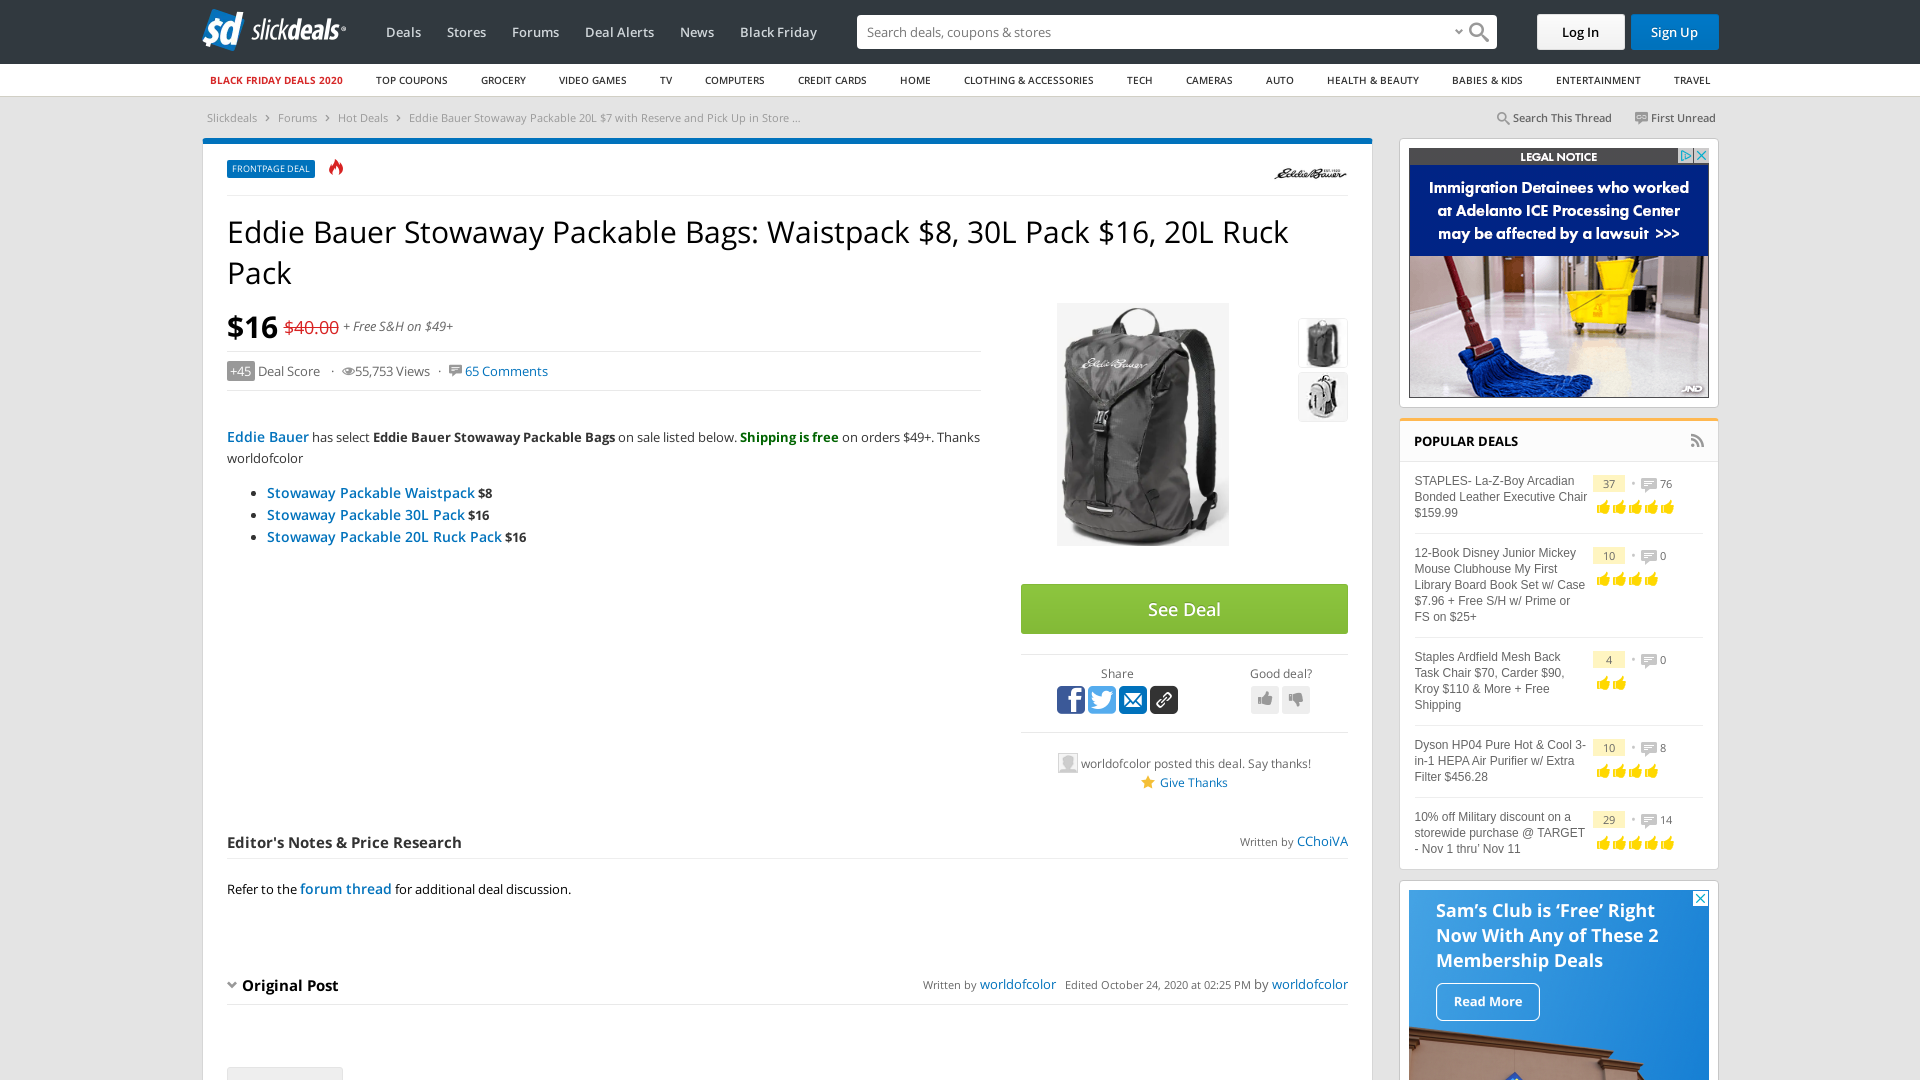 sd slickdeals®
Deals
Stores
Forums
Deal Alerts
News
Black Friday
Search deals, coupons & stores
Log In
Sign Up
BLACK FRIDAY DEALS 2020
TOP COUPONS
GROCERY
VIDEO GAMES
TV
COMPUTERS
CREDIT CARDS
HOME
CLOTHING & ACCESSORIES
TECH
CAMERAS
AUTO
HEALTH & BEAUTY
BABIES & KIDS
ENTERTAINMENT
TRAVEL
Slickdeals › Forums › Hot Deals › Eddie Bauer Stowaway Packable 20L $7 with Reserve and Pick Up in Store ...
Search This Thread
First Unread
FRONTPAGE DEAL
Eddie Bauer
Eddie Bauer Stowaway Packable Bags: Waistpack $8, 30L Pack $16, 20L Ruck
Pack
$16 $40.00 + Free S&H on $49+
+45 Deal Score · 55,753 Views · 65 Comments
Eddie Bauer has select Eddie Bauer Stowaway Packable Bags on sale listed below. Shipping is free on orders $49+. Thanks
worldofcolor
• Stowaway Packable Waistpack $8
• Stowaway Packable 30L Pack $16
• Stowaway Packable 20L Ruck Pack $16
Eddie Bauer
See Deal
Share
Good deal?
worldofcolor posted this deal. Say thanks!
Give Thanks
Editor's Notes & Price Research
Written by CChoiVA
Refer to the forum thread for additional deal discussion.
Original Post
Written by worldofcolor Edited October 24, 2020 at 02:25 PM by worldofcolor
LEGAL NOTICE
Immigration Detainees who worked
at Adelanto ICE Processing Center
may be affected by a lawsuit >>>
JND
POPULAR DEALS
STAPLES- La-Z-Boy Arcadian
Bonded Leather Executive Chair
$159.99
37 • 76
12-Book Disney Junior Mickey
Mouse Clubhouse My First
Library Board Book Set w/ Case
$7.96 + Free S/H w/ Prime or
FS on $25+
10 • 0
Staples Ardfield Mesh Back
Task Chair $70, Carder $90,
Kroy $110 & More + Free
Shipping
4 • 0
Dyson HP04 Pure Hot & Cool 3-
in-1 HEPA Air Purifier w/ Extra
Filter $456.28
10 • 8
10% off Military discount on a
storewide purchase @ TARGET
- Nov 1 thru' Nov 11
29 • 14
Sam's Club is 'Free' Right
Now With Any of These 2
Membership Deals
Read More